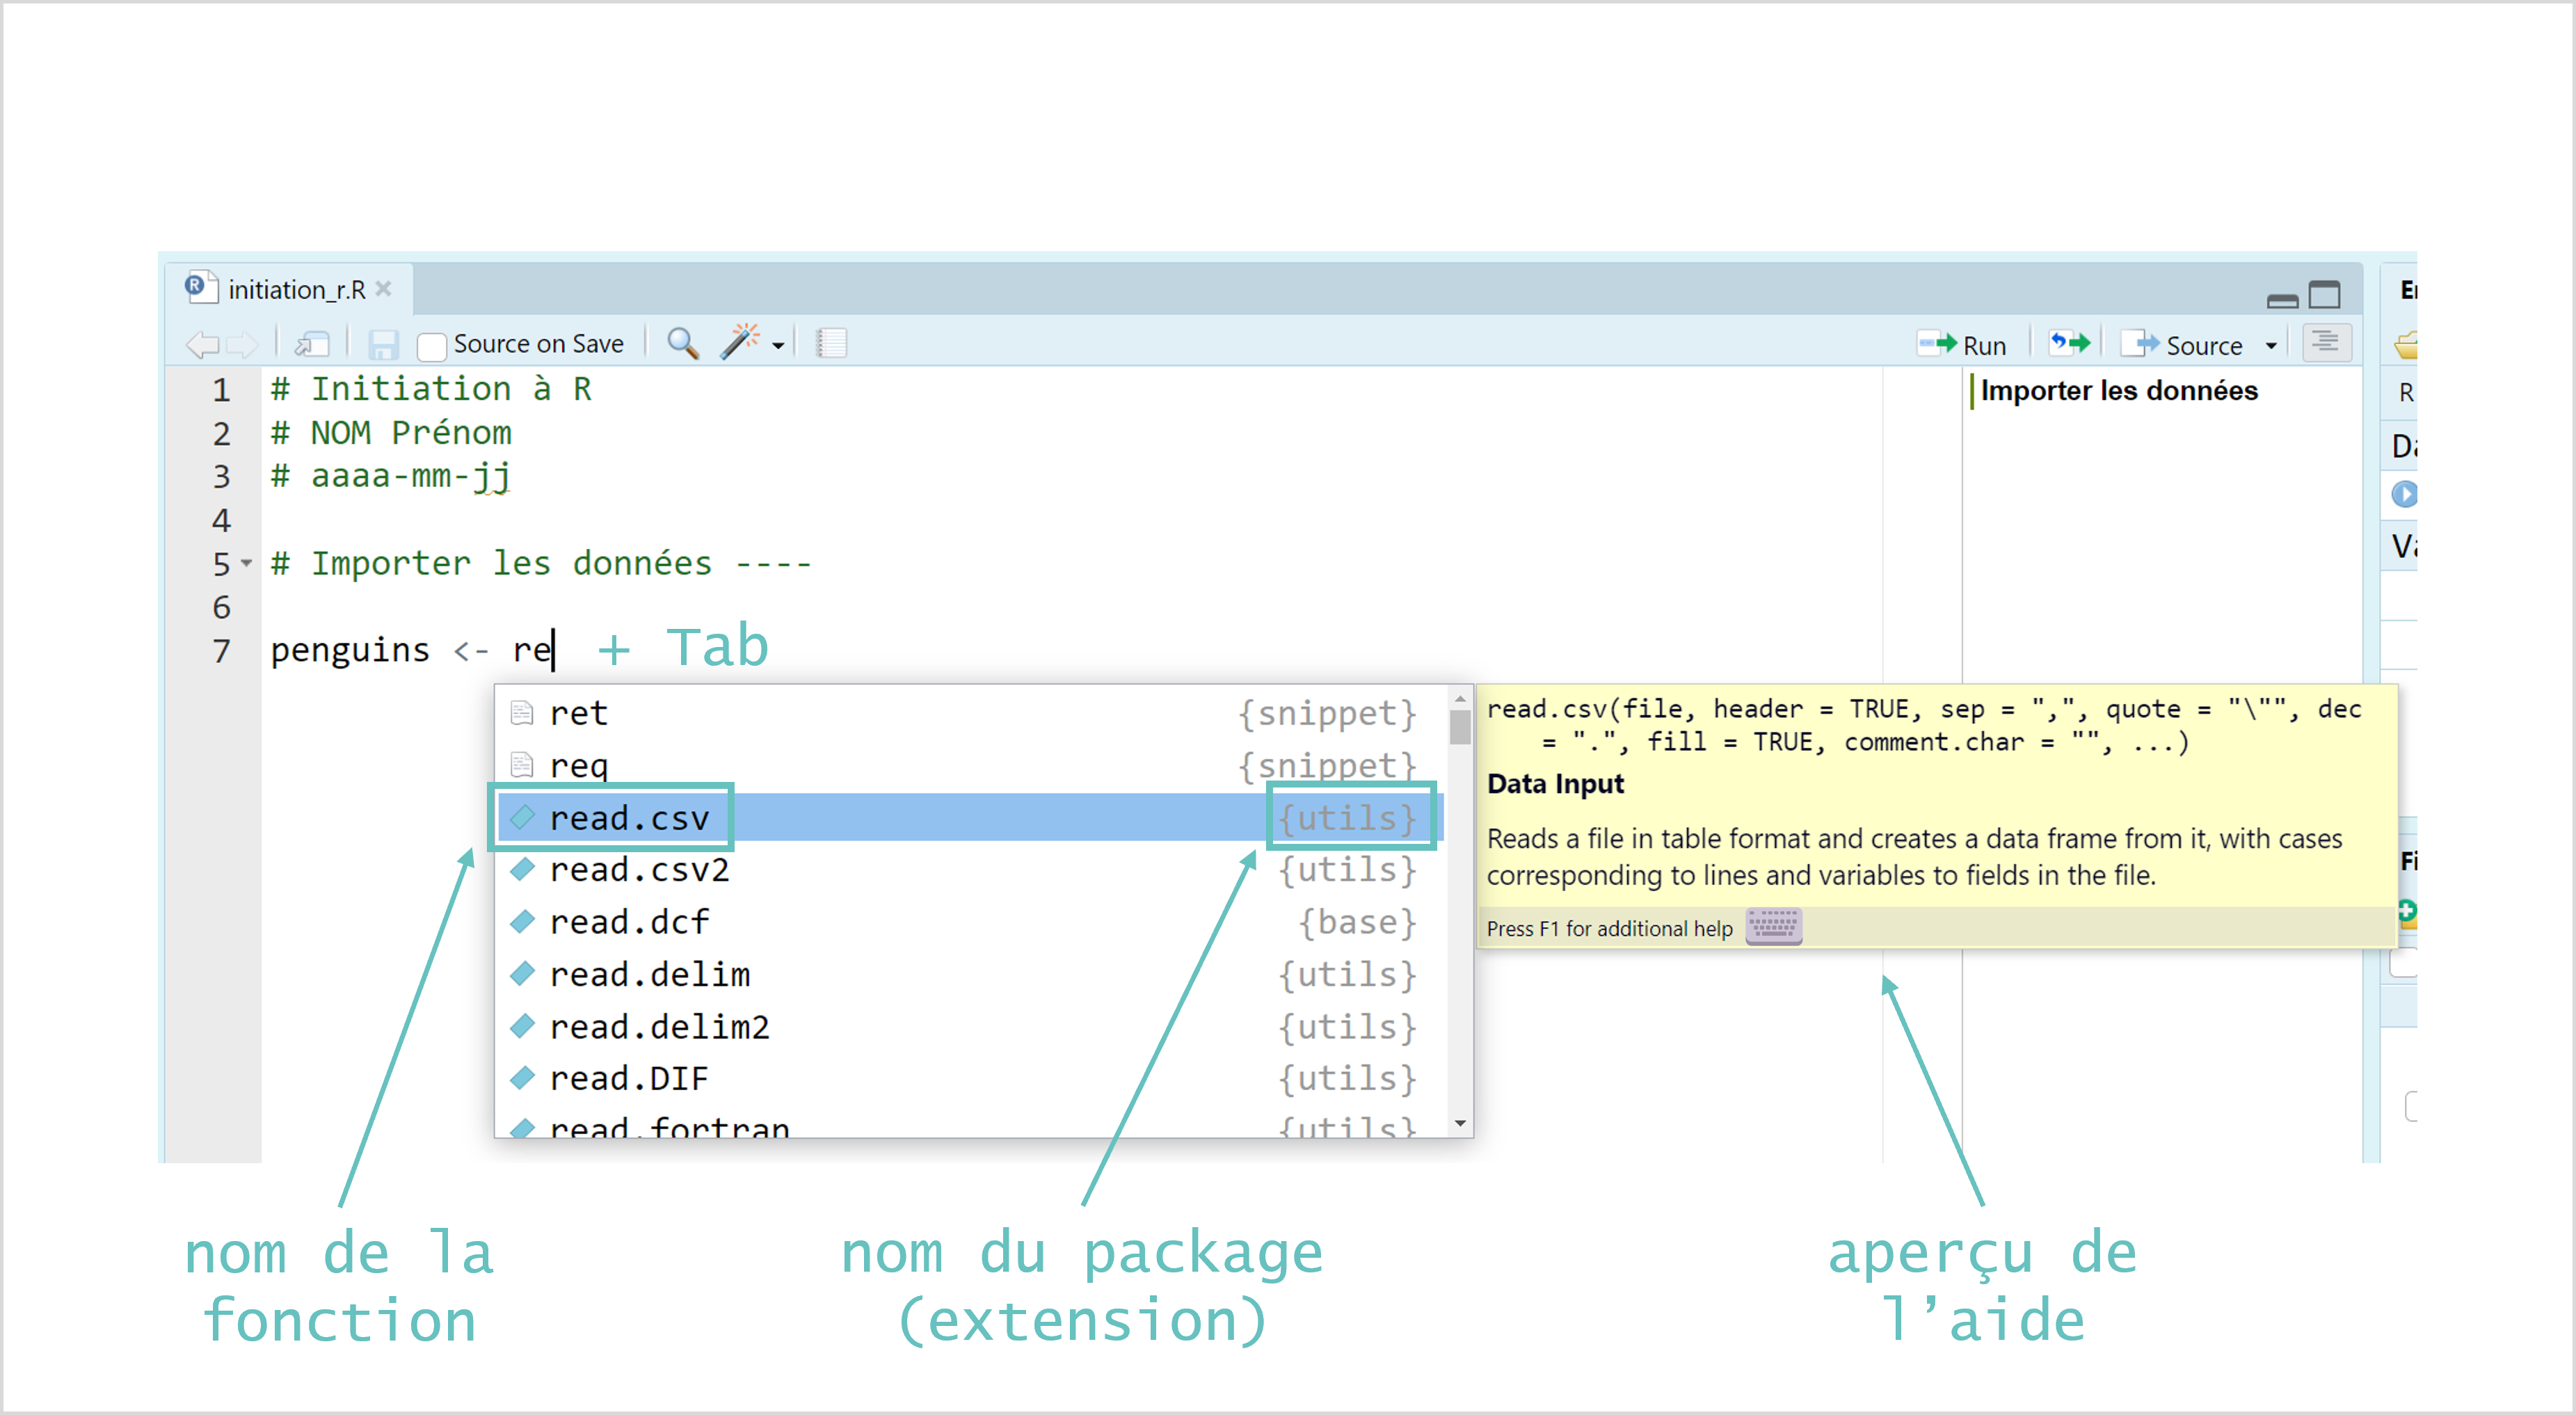 initiation_r.R
Source on Save
Run
Source
1 # Initiation à R
2 # NOM Prénom
3 # aaaa-mm-jj
4
5 # Importer les données ----
6
7 penguins <- re + Tab
Importer les données
ret {snippet}
req {snippet}
read.csv {utils}
read.csv2 {utils}
read.dcf {base}
read.delim {utils}
read.delim2 {utils}
read.DIF {utils}
read.fortran {utils}
read.csv(file, header = TRUE, sep = ",", quote = "\"", dec
= ".", fill = TRUE, comment.char = "", ...)
Data Input
Reads a file in table format and creates a data frame from it, with cases
corresponding to lines and variables to fields in the file.
Press F1 for additional help
R
nom de la
fonction
nom du package
(extension)
aperçu de
l’aide